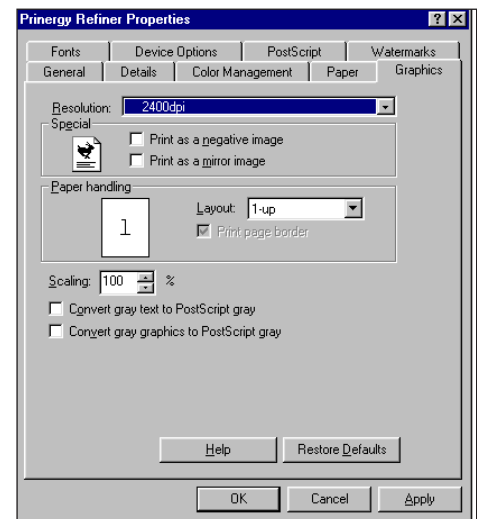 Prinergy Refiner Properties
Fonts Device Options PostScript Watermarks
General Details Color Management Paper Graphics
Resolution: 2400dpi
Special
Print as a negative image
Print as a mirror image
Paper handling
1
Layout: 1-up
Print page border
Scaling: 100 %
Convert gray text to PostScript gray
Convert gray graphics to PostScript gray
Help Restore Defaults
OK Cancel Apply